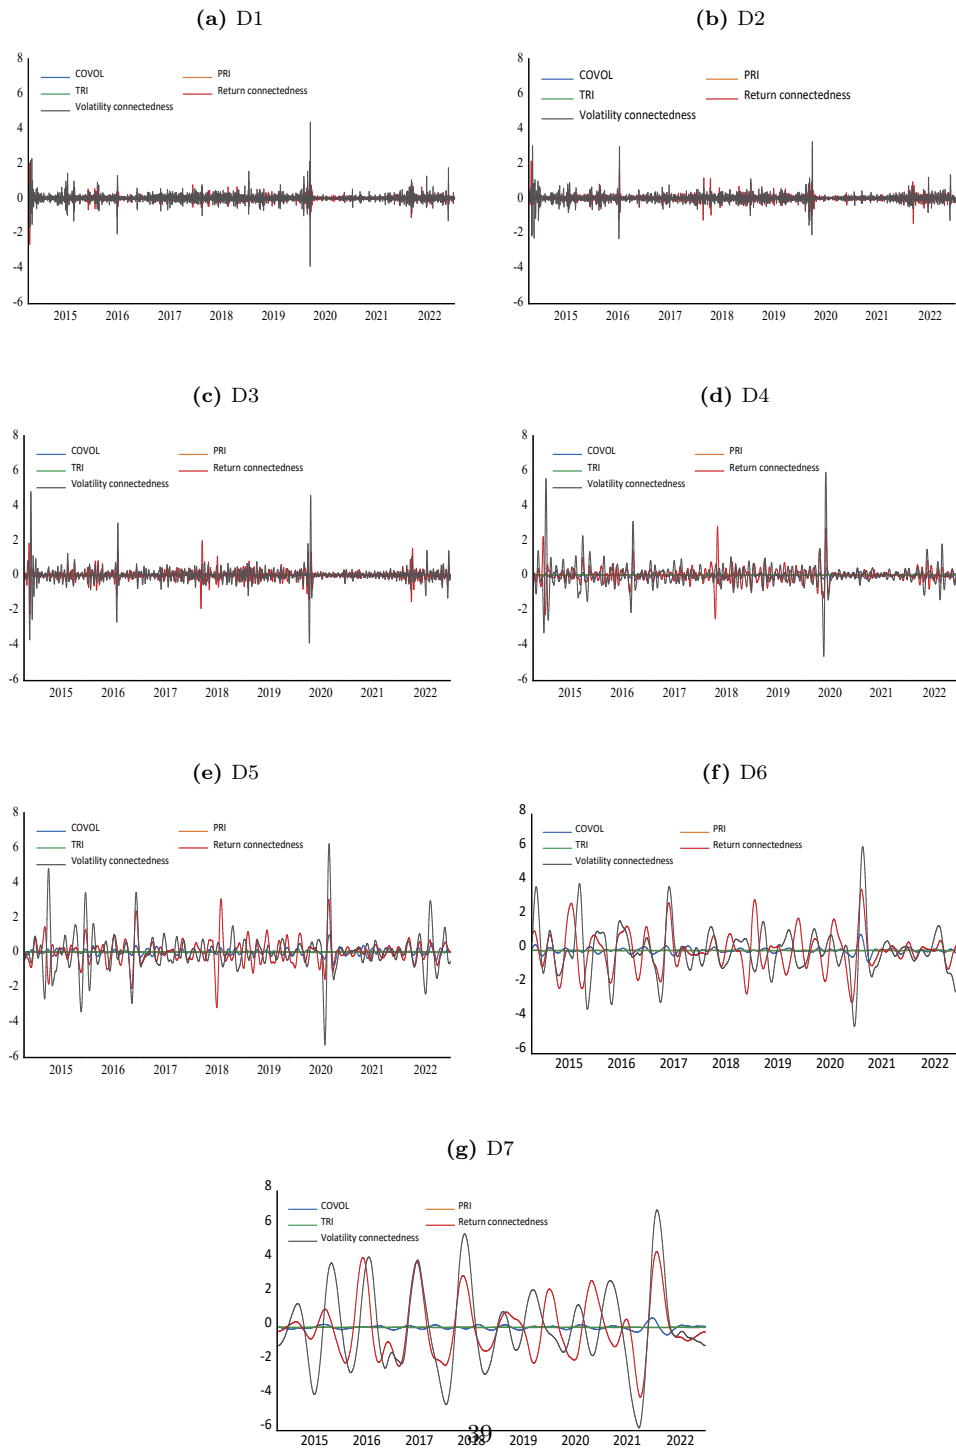 (a) D1
(b) D2
8
6
4
2
0
-2
-4
-6
COVOL PRI
TRI Return connectedness
Volatility connectedness
2015 2016 2017 2018 2019 2020 2021 2022
8
6
4
2
0
-2
-4
-6
COVOL PRI
TRI Return connectedness
Volatility connectedness
2015 2016 2017 2018 2019 2020 2021 2022
(c) D3
(d) D4
8
6
4
2
0
-2
-4
-6
COVOL PRI
TRI Return connectedness
Volatility connectedness
2015 2016 2017 2018 2019 2020 2021 2022
8
6
4
2
0
-2
-4
-6
COVOL PRI
TRI Return connectedness
Volatility connectedness
2015 2016 2017 2018 2019 2020 2021 2022
(e) D5
(f) D6
8
6
4
2
0
-2
-4
-6
COVOL PRI
TRI Return connectedness
Volatility connectedness
2015 2016 2017 2018 2019 2020 2021 2022
8
6
4
2
0
-2
-4
-6
COVOL PRI
TRI Return connectedness
Volatility connectedness
2015 2016 2017 2018 2019 2020 2021 2022
(g) D7
8
6
4
2
0
-2
-4
-6
COVOL PRI
TRI Return connectedness
Volatility connectedness
2015 2016 2017 2018 2019 2020 2021 2022
39